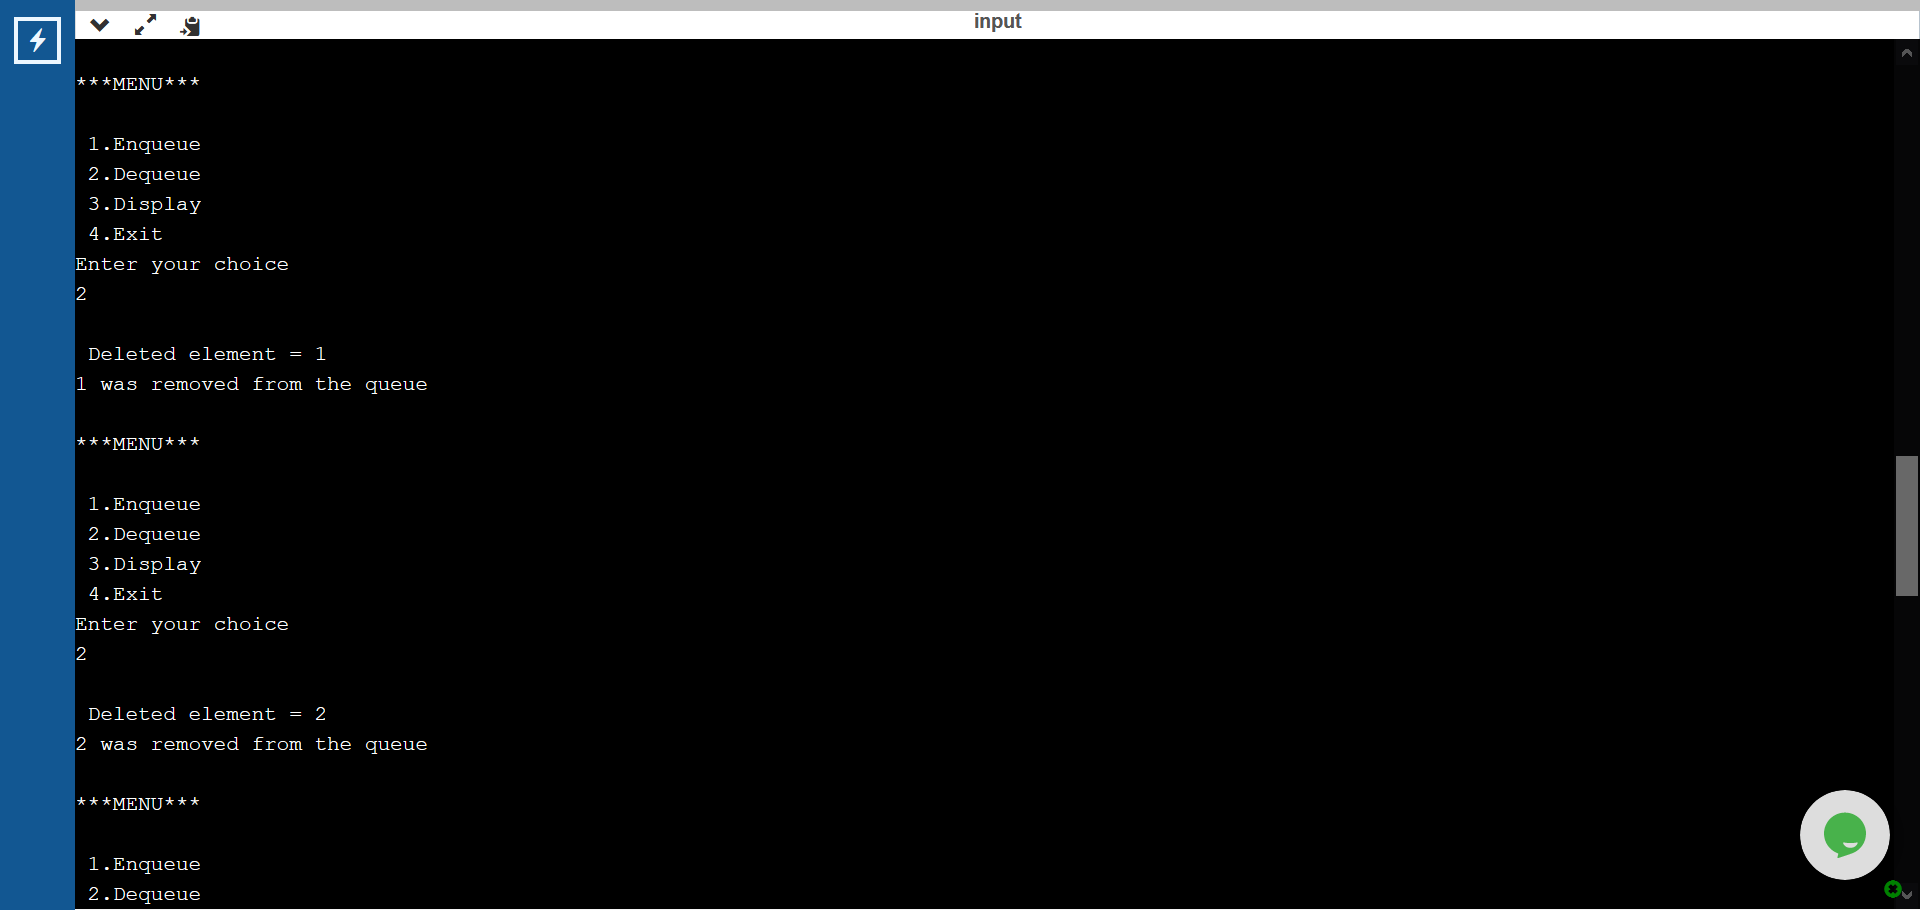 input
***MENU***
1.Enqueue
2.Dequeue
3.Display
4.Exit
Enter your choice
2
Deleted element = 1
1 was removed from the queue
***MENU***
1.Enqueue
2.Dequeue
3.Display
4.Exit
Enter your choice
2
Deleted element = 2
2 was removed from the queue
***MENU***
1.Enqueue
2.Dequeue